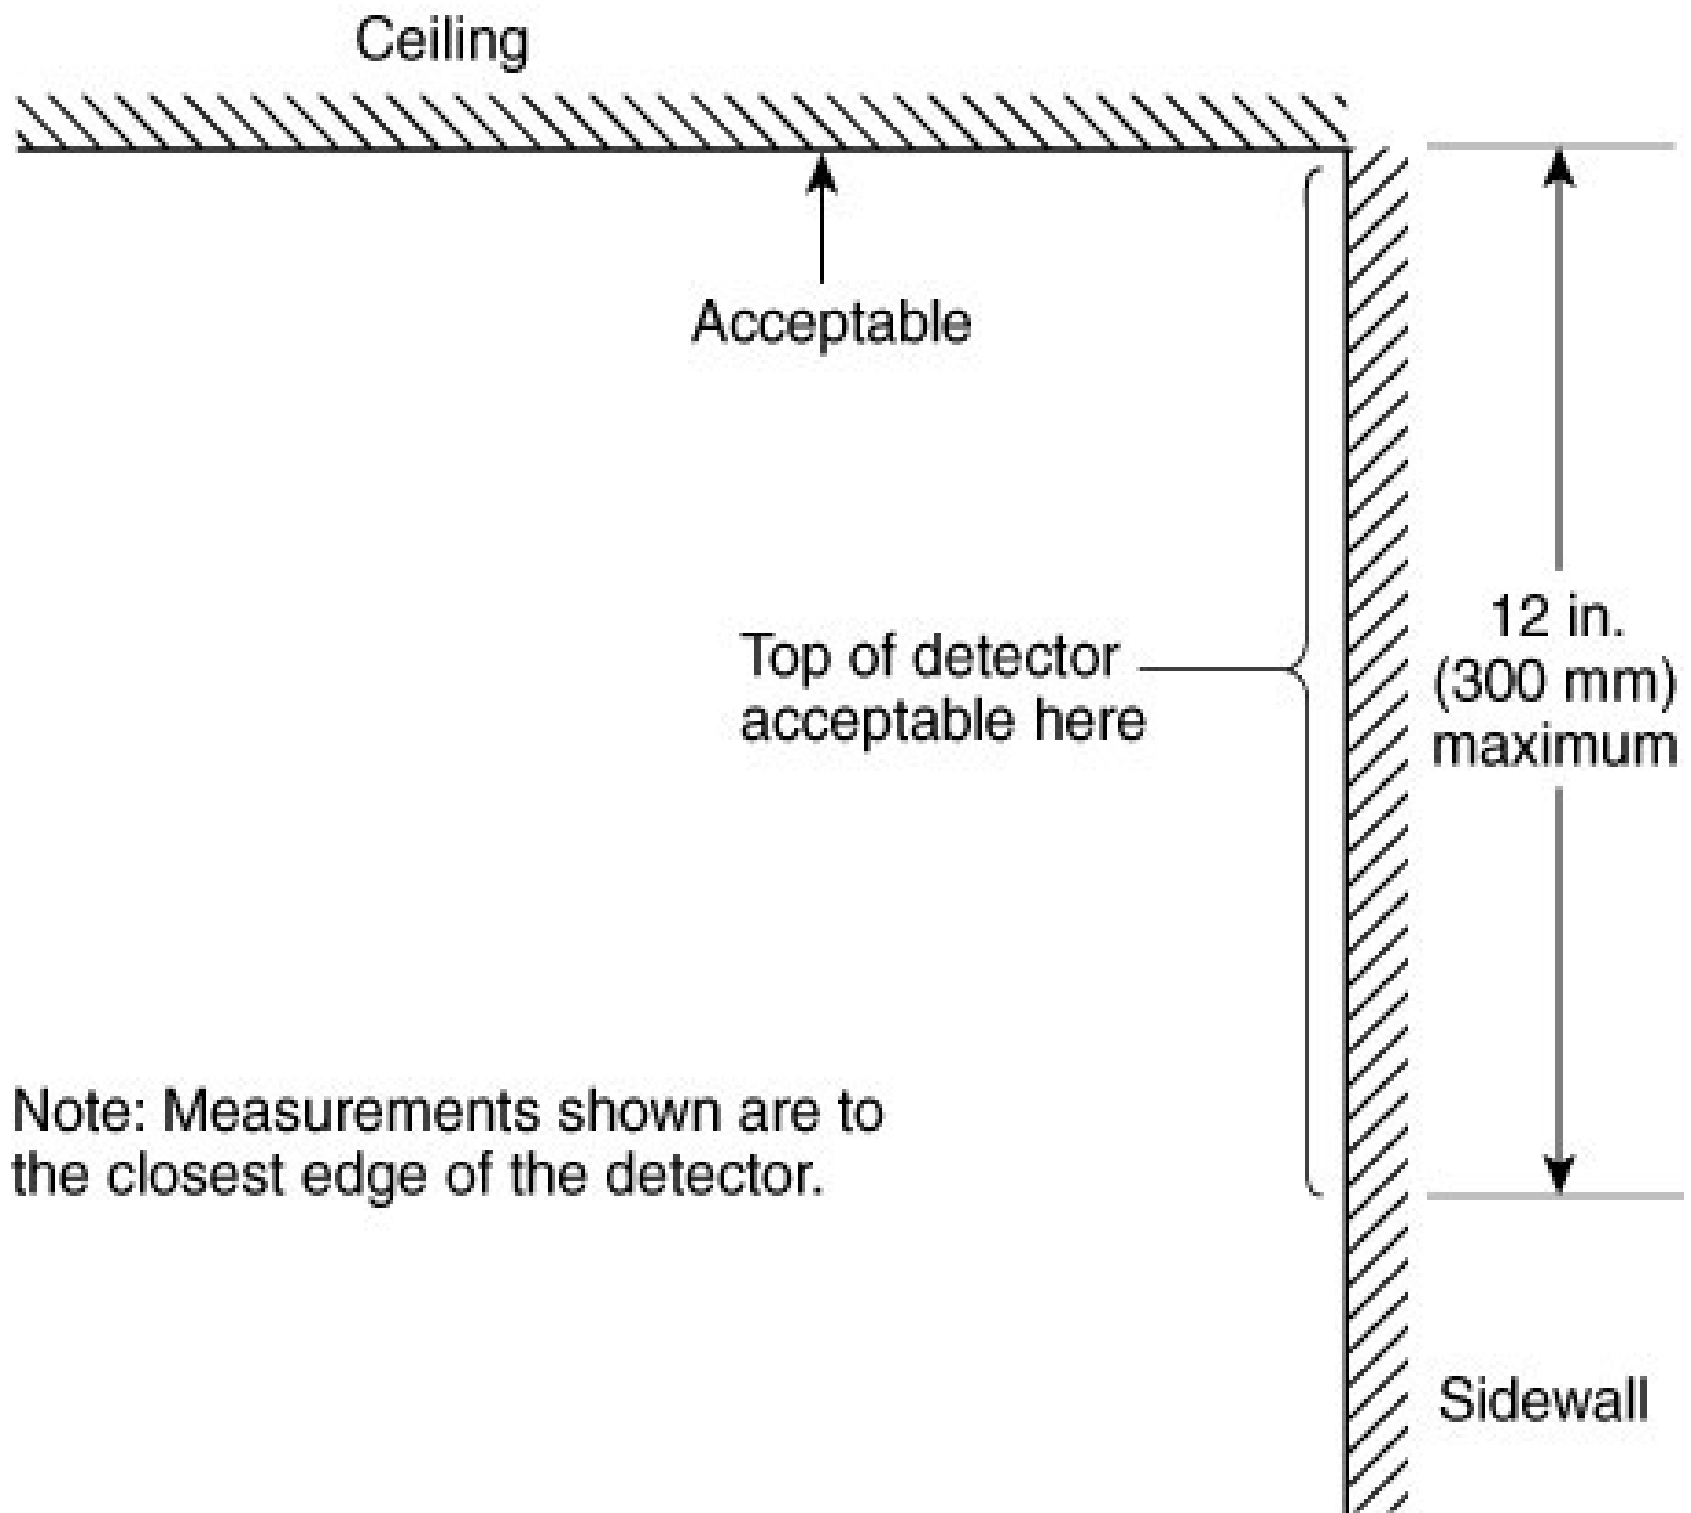 Ceiling
Acceptable
Top of detector
acceptable here
12 in.
(300 mm)
maximum
Note: Measurements shown are to
the closest edge of the detector.
Sidewall